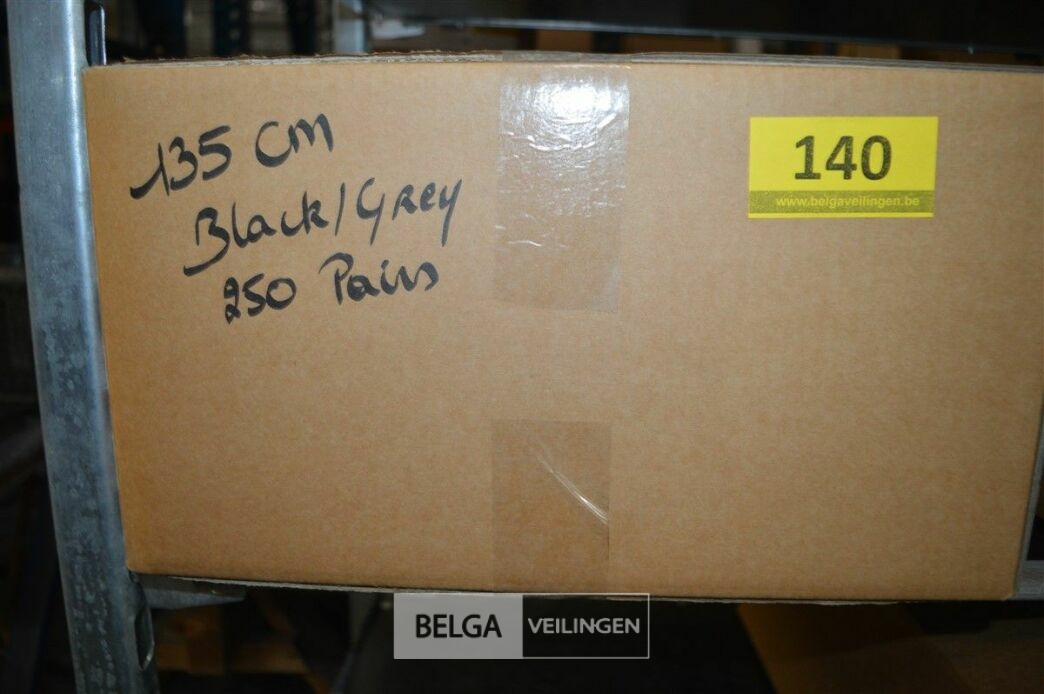 135 cm
Black/Grey
250 Pairs
140
www.belgaveilingen.be
BELGA VEILINGEN